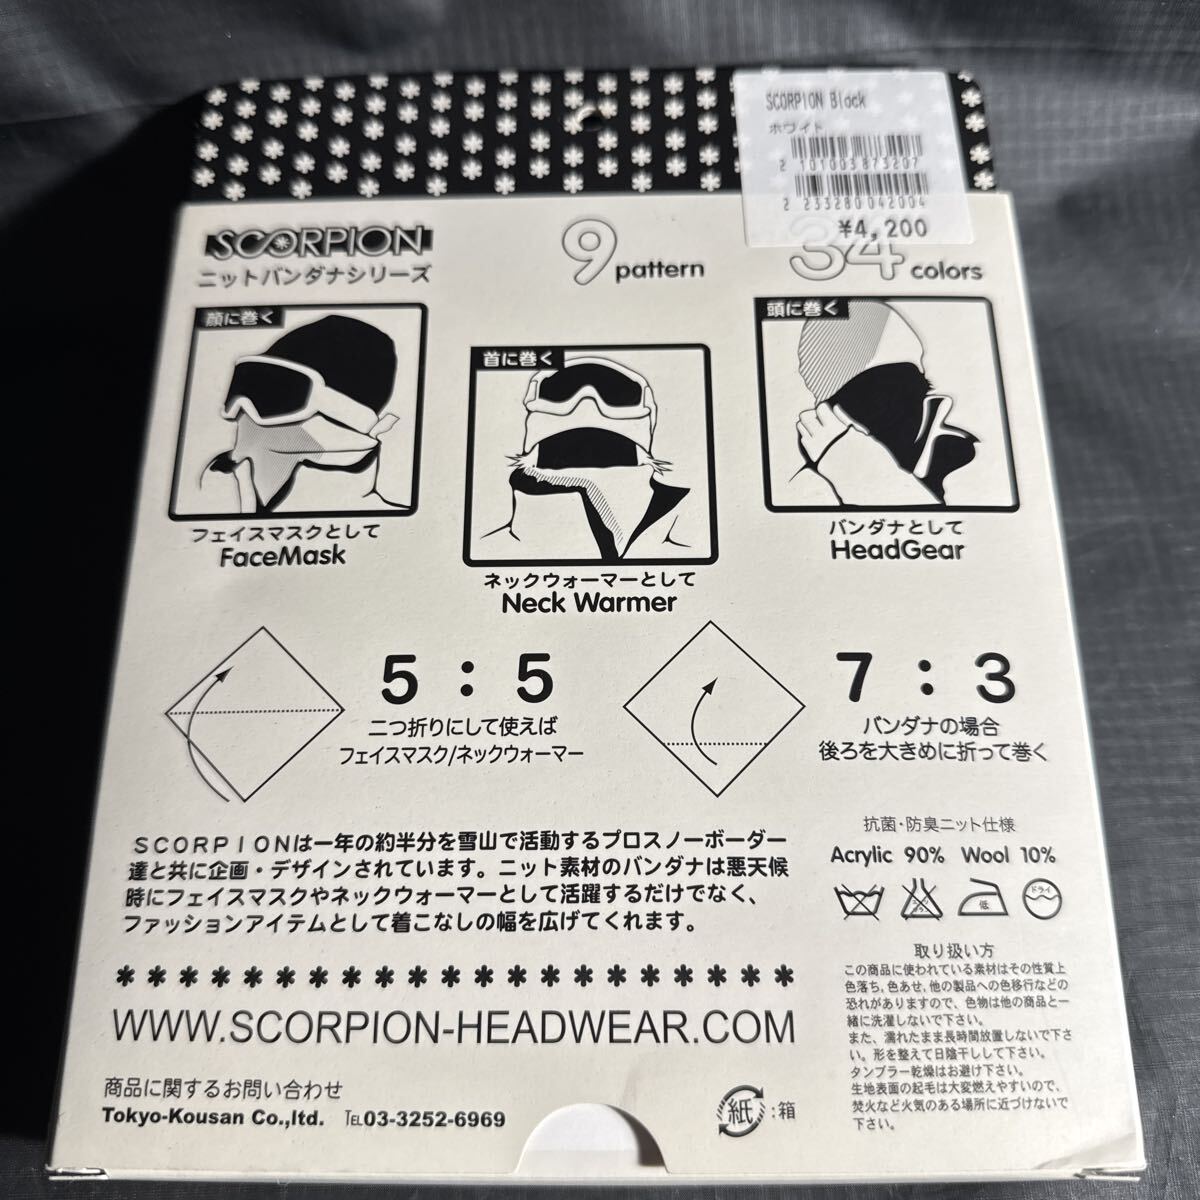 SCORPION Black
ホワイト
2 101003 873207
2 233280 042004
¥4,200
SCORPION
ニットバンダナシリーズ
9 pattern
34 colors
顔に巻く
首に巻く
頭に巻く
フェイスマスクとして
FaceMask
ネックウォーマーとして
Neck Warmer
バンダナとして
HeadGear
5 : 5
二つ折りにして使えば
フェイスマスク/ネックウォーマー
7 : 3
バンダナの場合
後ろを大きめに折って巻く
SCORPIONは一年の約半分を雪山で活動するプロスノーボーダー
達と共に企画・デザインされています。ニット素材のバンダナは悪天候
時にフェイスマスクやネックウォーマーとして活躍するだけでなく、
ファッションアイテムとして着こなしの幅を広げてくれます。
抗菌・防臭ニット仕様
Acrylic 90% Wool 10%
低
ドライ
取り扱い方
この商品に使われている素材はその性質上
色落ち,色あせ,他の製品への色移行などの
恐れがありますので、色物は他の商品と一
緒に洗濯しないで下さい。
また、濡れたまま長時間放置しないで下さ
い。形を整えて日陰干しして下さい。
タンブラー乾燥はお避け下さい。
生地表面の起毛は大変燃えやすいので、
焚火など火気のある場所に近づけないで
下さい。
WWW.SCORPION-HEADWEAR.COM
商品に関するお問い合わせ
Tokyo-Kousan Co.,ltd. TEL03-3252-6969
紙:箱